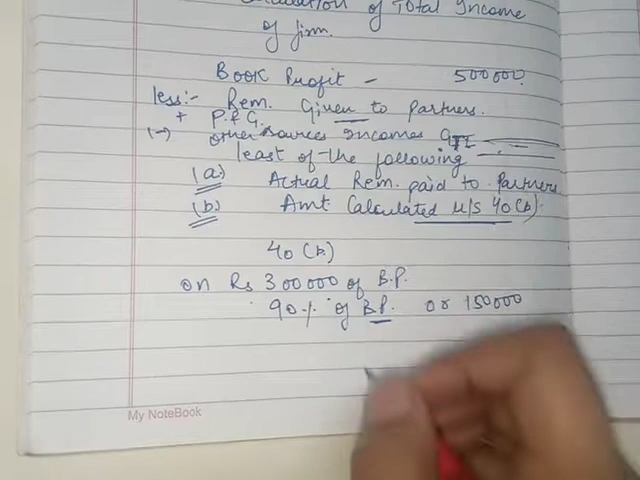 of Total Income
of firm.
Book Profit - 500000
less:- Rem. Given to partners.
+ P.F.G.
(-) other sources Incomes GTI
least of the following
(a) Actual Rem. paid to Partners
(b) Amt Calculated u/s 40(b).
40(b)
on Rs 300000 of B.P.
90% of B.P. or 150000
My NoteBook